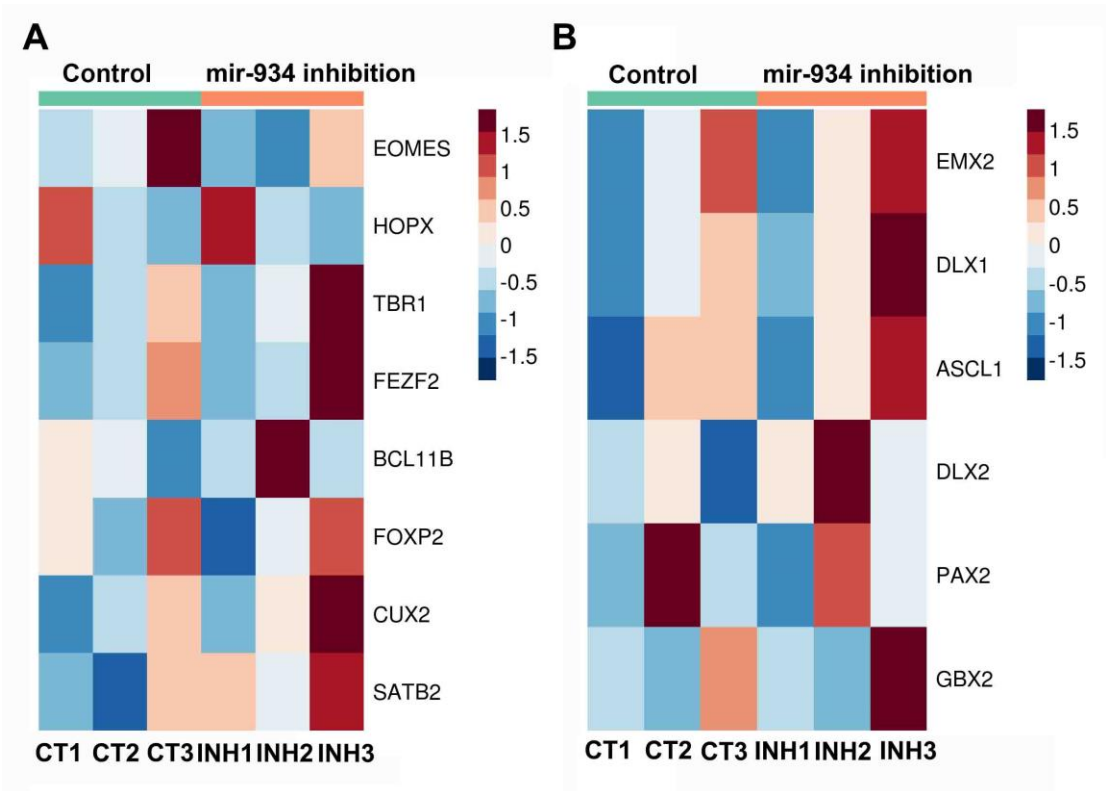 A
Control mir-934 inhibition
EOMES
HOPX
TBR1
FEZF2
BCL11B
FOXP2
CUX2
SATB2
1.5
1
0.5
0
-0.5
-1
-1.5
CT1 CT2 CT3 INH1 INH2 INH3
B
Control mir-934 inhibition
EMX2
DLX1
ASCL1
DLX2
PAX2
GBX2
1.5
1
0.5
0
-0.5
-1
-1.5
CT1 CT2 CT3 INH1 INH2 INH3